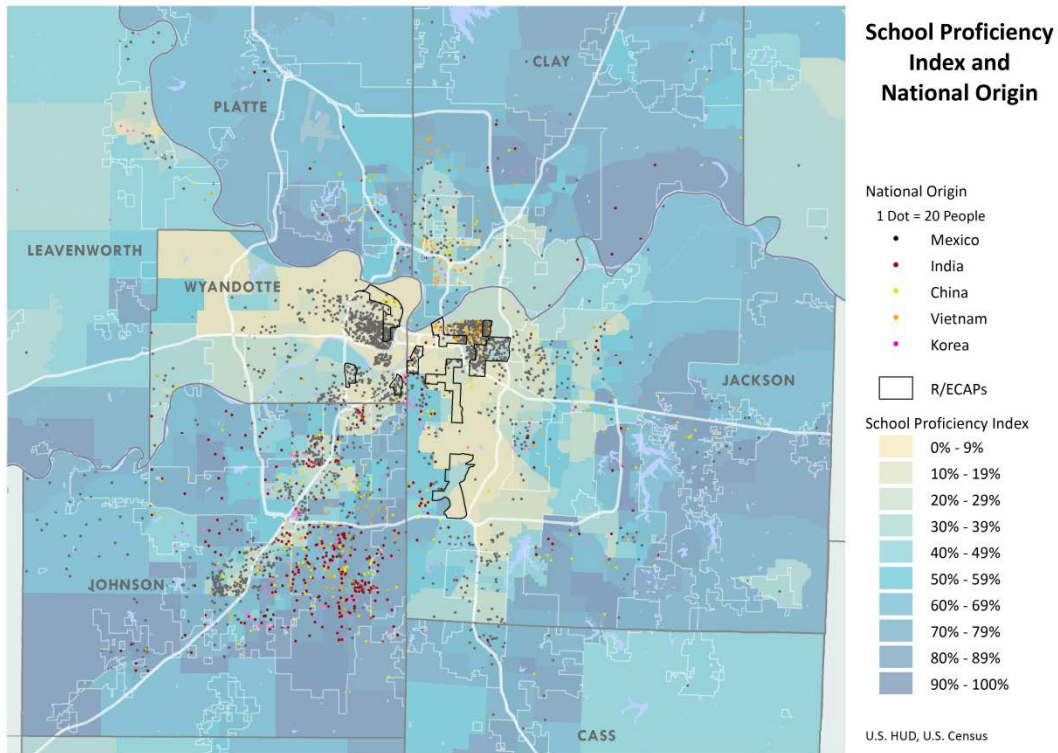 School Proficiency
Index and
National Origin
National Origin
1 Dot = 20 People
Mexico
India
China
Vietnam
Korea
R/ECAPs
School Proficiency Index
0% - 9%
10% - 19%
20% - 29%
30% - 39%
40% - 49%
50% - 59%
60% - 69%
70% - 79%
80% - 89%
90% - 100%
U.S. HUD, U.S. Census
CLAY
PLATTE
LEAVENWORTH
WYANDOTTE
JACKSON
JOHNSON
CASS